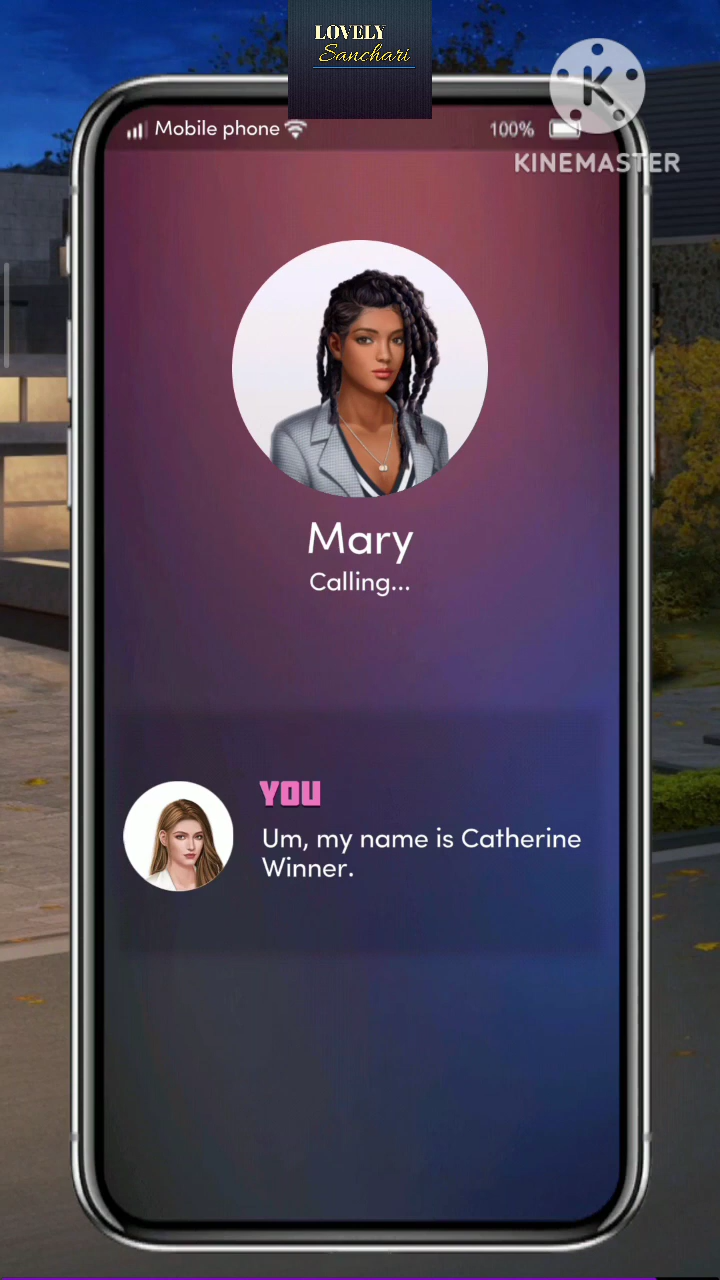 LOVELY
Sanchari
Mobile phone
100%
K
KINEMASTER
Mary
Calling...
YOU
Um, my name is Catherine
Winner.